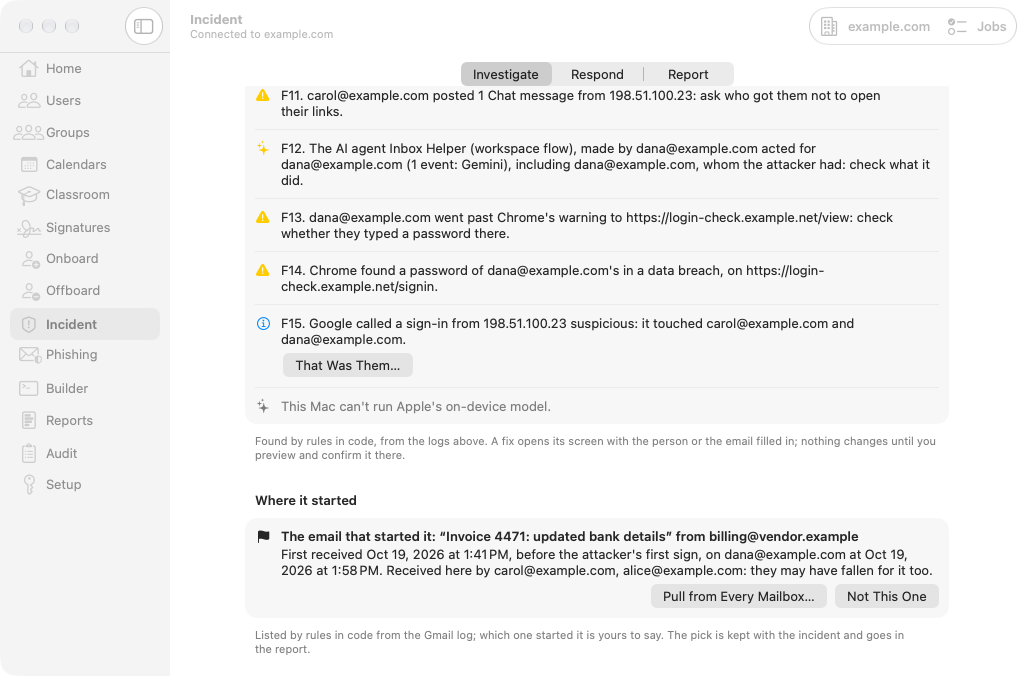 Incident
Connected to example.com
example.com
Jobs
Home
Users
Groups
Calendars
Classroom
Signatures
Onboard
Offboard
Incident
Phishing
Builder
Reports
Audit
Setup
Investigate
Respond
Report
F11. carol@example.com posted 1 Chat message from 198.51.100.23: ask who got them not to open
their links.
F12. The AI agent Inbox Helper (workspace flow), made by dana@example.com acted for
dana@example.com (1 event: Gemini), including dana@example.com, whom the attacker had: check what it
did.
F13. dana@example.com went past Chrome's warning to https://login-check.example.net/view: check
whether they typed a password there.
F14. Chrome found a password of dana@example.com's in a data breach, on https://login-
check.example.net/signin.
F15. Google called a sign-in from 198.51.100.23 suspicious: it touched carol@example.com and
dana@example.com.
That Was Them...
This Mac can't run Apple's on-device model.
Found by rules in code, from the logs above. A fix opens its screen with the person or the email filled in; nothing changes until you
preview and confirm it there.
Where it started
The email that started it: “Invoice 4471: updated bank details” from billing@vendor.example
First received Oct 19, 2026 at 1:41 PM, before the attacker's first sign, on dana@example.com at Oct 19,
2026 at 1:58 PM. Received here by carol@example.com, alice@example.com: they may have fallen for it too.
Pull from Every Mailbox...
Not This One
Listed by rules in code from the Gmail log; which one started it is yours to say. The pick is kept with the incident and goes in
the report.